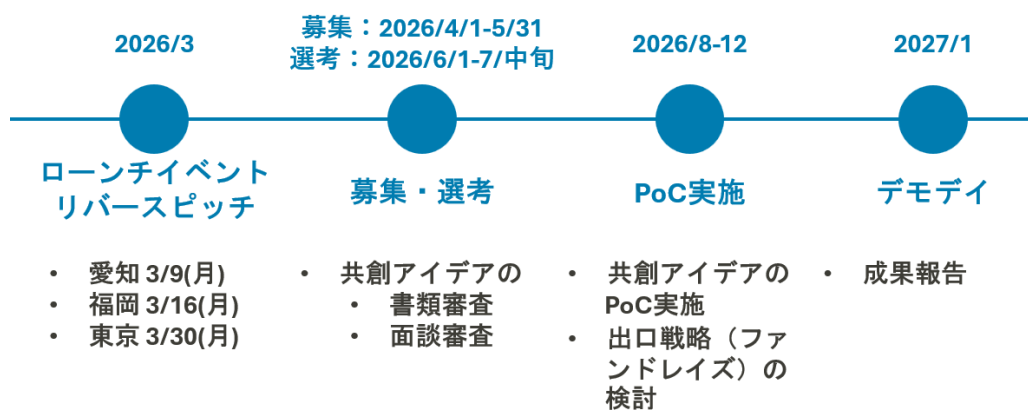 2026/3
ローンチイベント
リバースピッチ
• 愛知 3/9(月)
• 福岡 3/16(月)
• 東京 3/30(月)
募集：2026/4/1-5/31
選考：2026/6/1-7/中旬
募集・選考
• 共創アイデアの
• 書類審査
• 面談審査
2026/8-12
PoC実施
• 共創アイデアの
PoC実施
• 出口戦略（ファ
ンドレイズ）の
検討
2027/1
デモデイ
• 成果報告